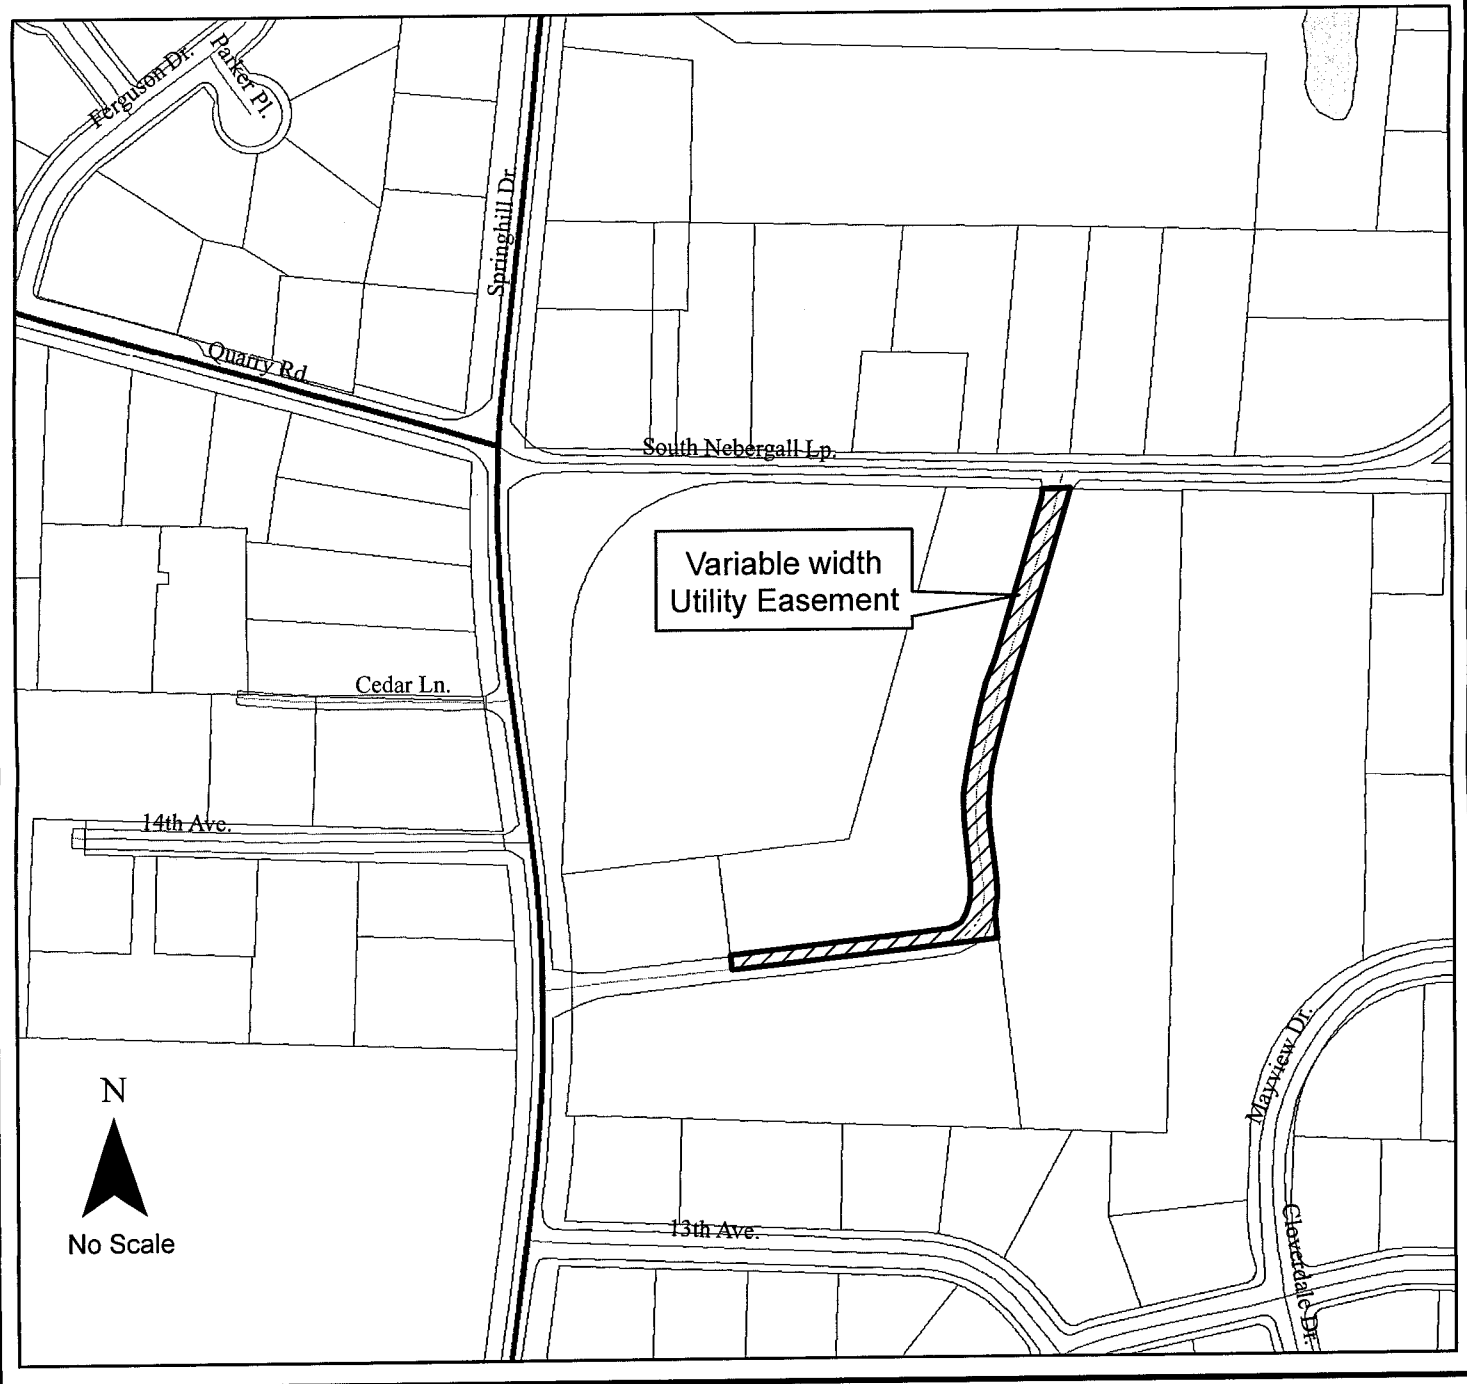 Ferguson Dr.
Parker Pl.
Springhill Dr.
Quarry Rd
South Nebergall Lp.
Variable width
Utility Easement
Cedar Ln.
14th Ave.
N
No Scale
13th Ave.
Mayview Dr.
Cloverdale Dr.